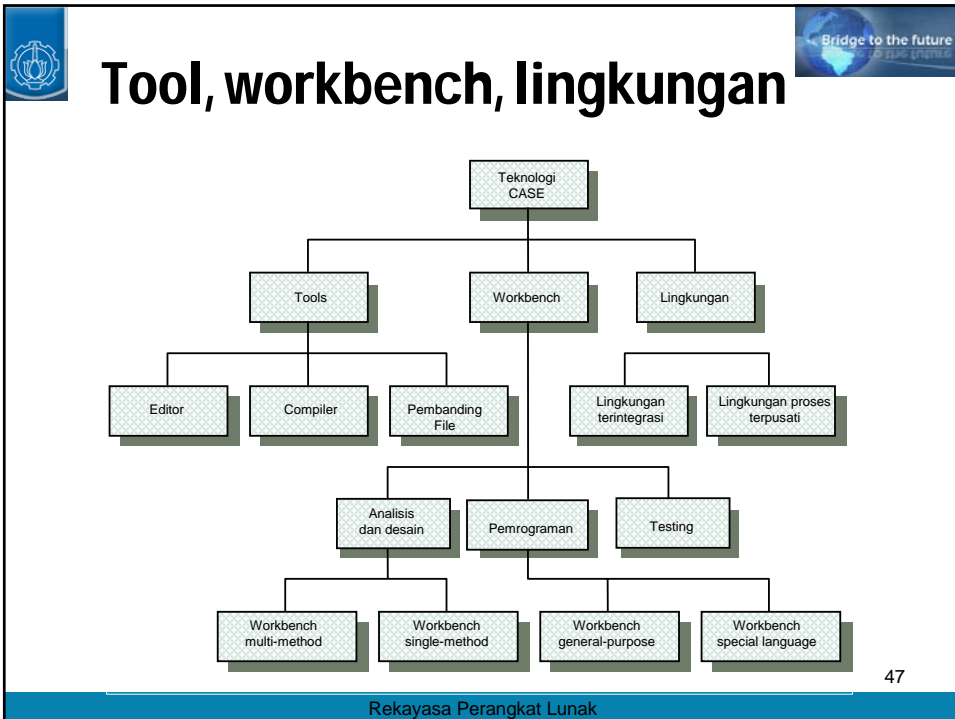 Bridge to the future
Tool, workbench, lingkungan
Teknologi
CASE
Tools
Workbench
Lingkungan
Editor
Compiler
Pembanding
File
Lingkungan
terintegrasi
Lingkungan proses
terpusati
Analisis
dan desain
Pemrograman
Testing
Workbench
multi-method
Workbench
single-method
Workbench
general-purpose
Workbench
special language
47
Rekayasa Perangkat Lunak